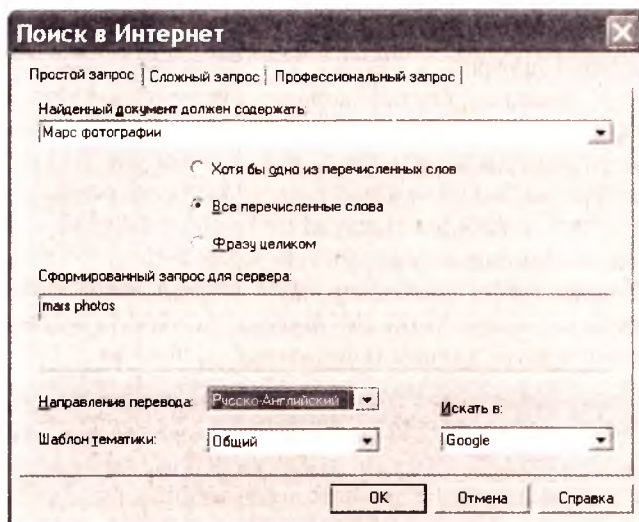 Поиск в Интернет
Простой запрос Сложный запрос Профессиональный запрос
Найденный документ должен содержать:
Марс фотографии
Хотя бы одно из перечисленных слов
Все перечисленные слова
Фразу целиком
Сформированный запрос для сервера:
mars photos
Направление перевода: Русско-Английский Искать в:
Шаблон тематики: Общий Google
OK Отмена Справка